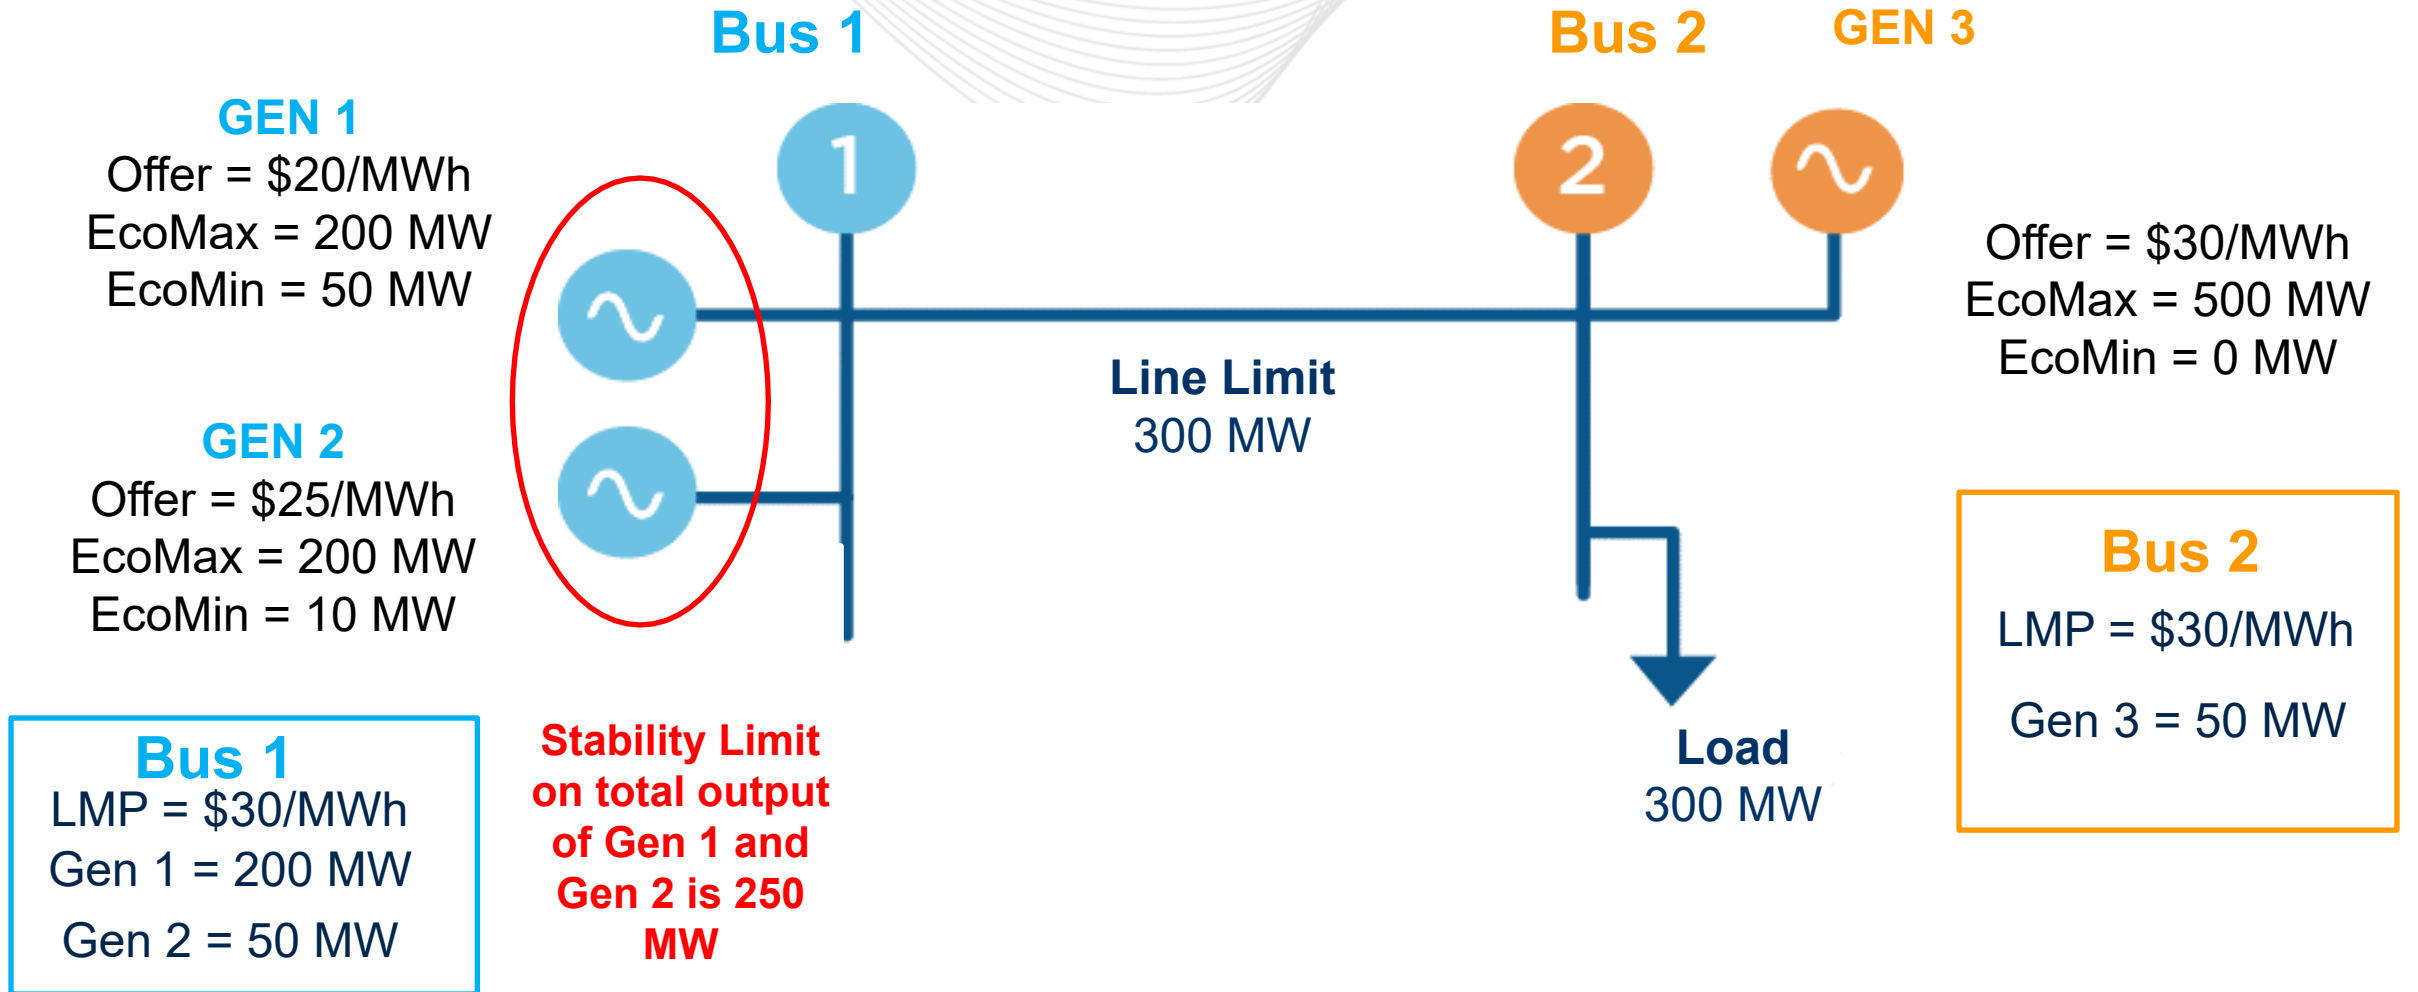 Bus 1
Bus 2
GEN 3
GEN 1
Offer = $20/MWh
EcoMax = 200 MW
EcoMin = 50 MW
1
2
Offer = $30/MWh
EcoMax = 500 MW
EcoMin = 0 MW
Line Limit
300 MW
GEN 2
Offer = $25/MWh
EcoMax = 200 MW
EcoMin = 10 MW
Bus 1
LMP = $30/MWh
Gen 1 = 200 MW
Gen 2 = 50 MW
Stability Limit
on total output
of Gen 1 and
Gen 2 is 250
MW
Load
300 MW
Bus 2
LMP = $30/MWh
Gen 3 = 50 MW